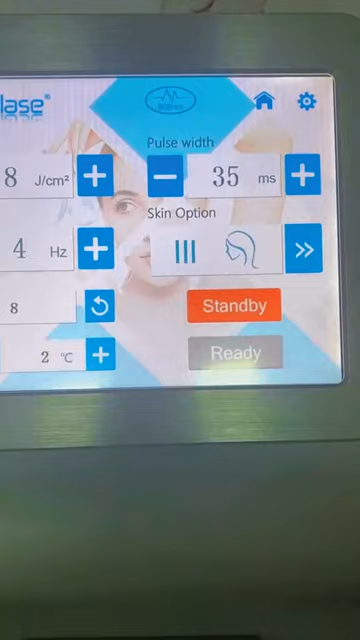 lase®
808nm
Pulse width
8 J/cm²
35 ms
Skin Option
4 Hz
8
Standby
2 °C
Ready